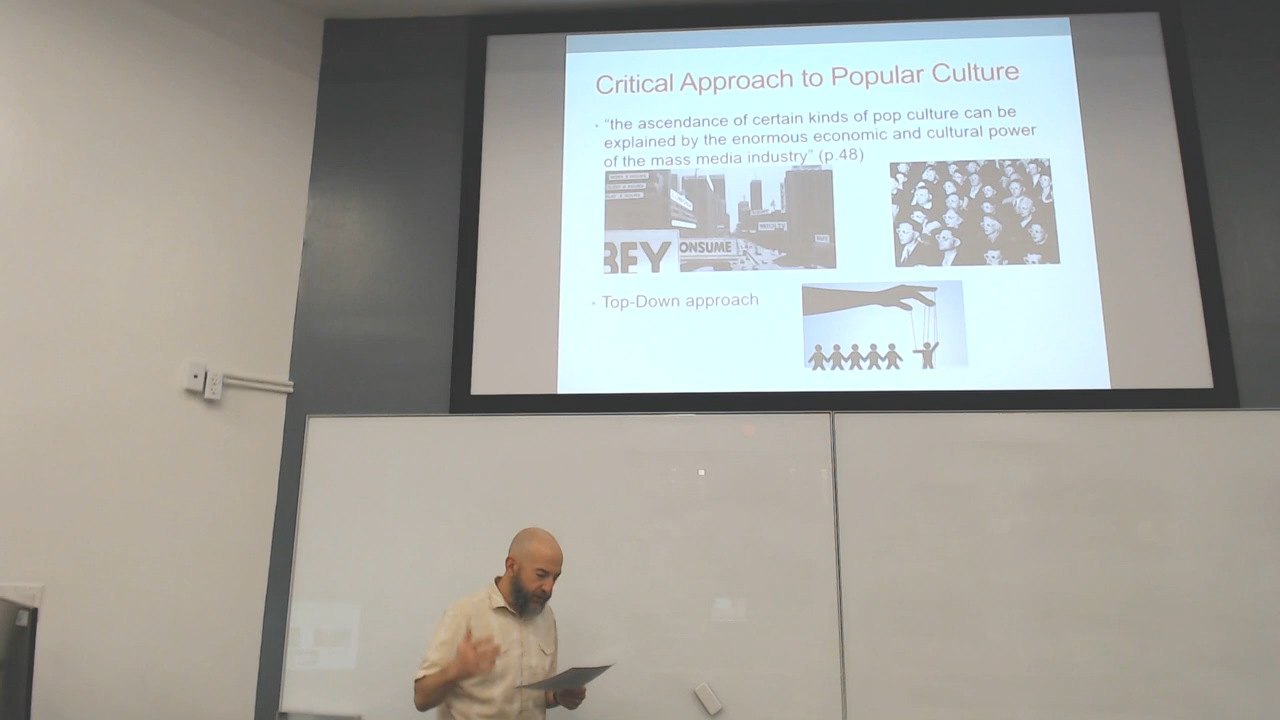 Critical Approach to Popular Culture
• “the ascendance of certain kinds of pop culture can be
explained by the enormous economic and cultural power
of the mass media industry” (p.48)
BEY
ONSUME
• Top-Down approach